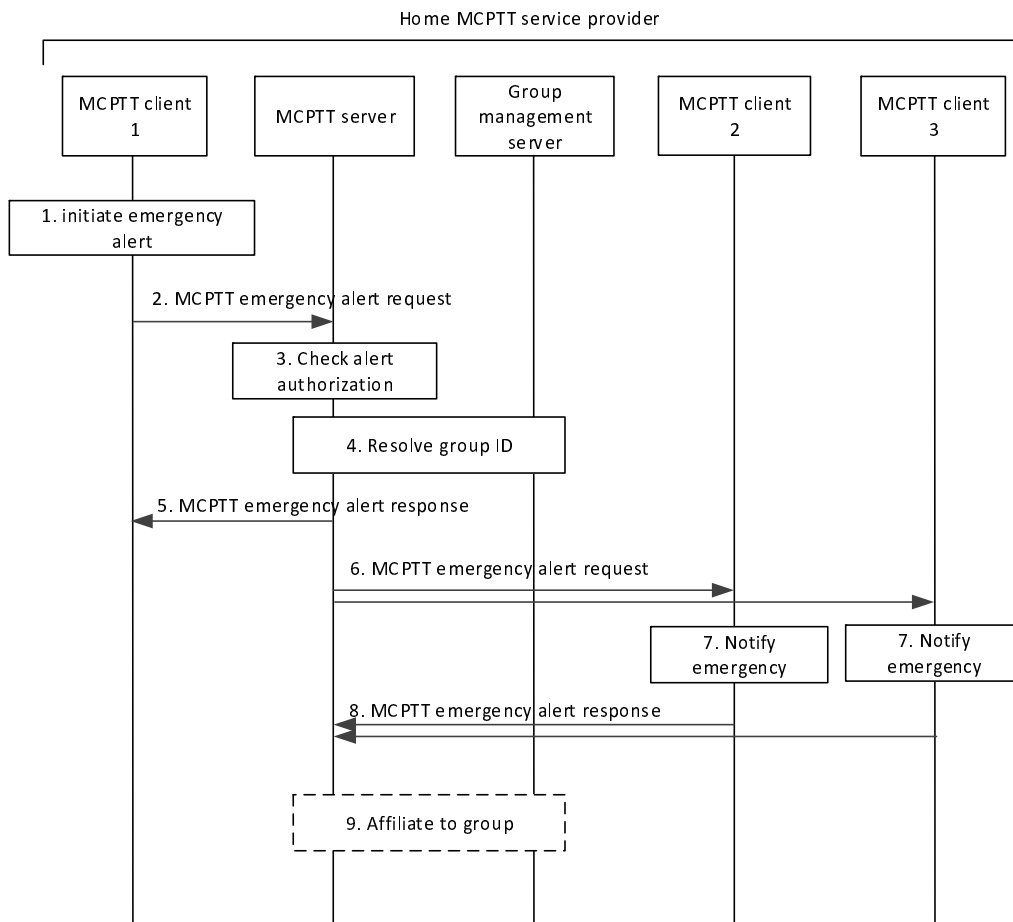 Home MCPTT service provider
MCPTT client
1
MCPTT server
Group
management
server
MCPTT client
2
MCPTT client
3
1. initiate emergency
alert
2. MCPTT emergency alert request
3. Check alert
authorization
4. Resolve group ID
5. MCPTT emergency alert response
6. MCPTT emergency alert request
7. Notify
emergency
7. Notify
emergency
8. MCPTT emergency alert response
9. Affiliate to group